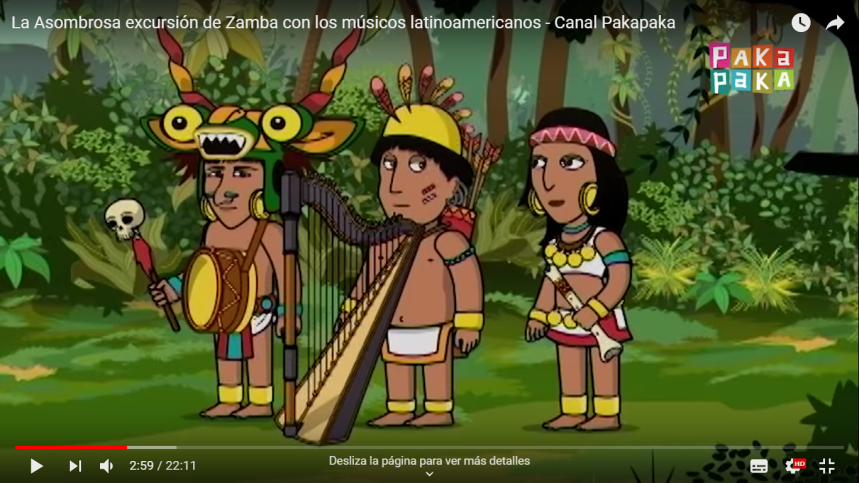 La Asombrosa excursión de Zamba con los músicos latinoamericanos - Canal Pakapaka
PAKa
paKA
Desliza la página para ver más detalles
2:59 / 22:11
HD